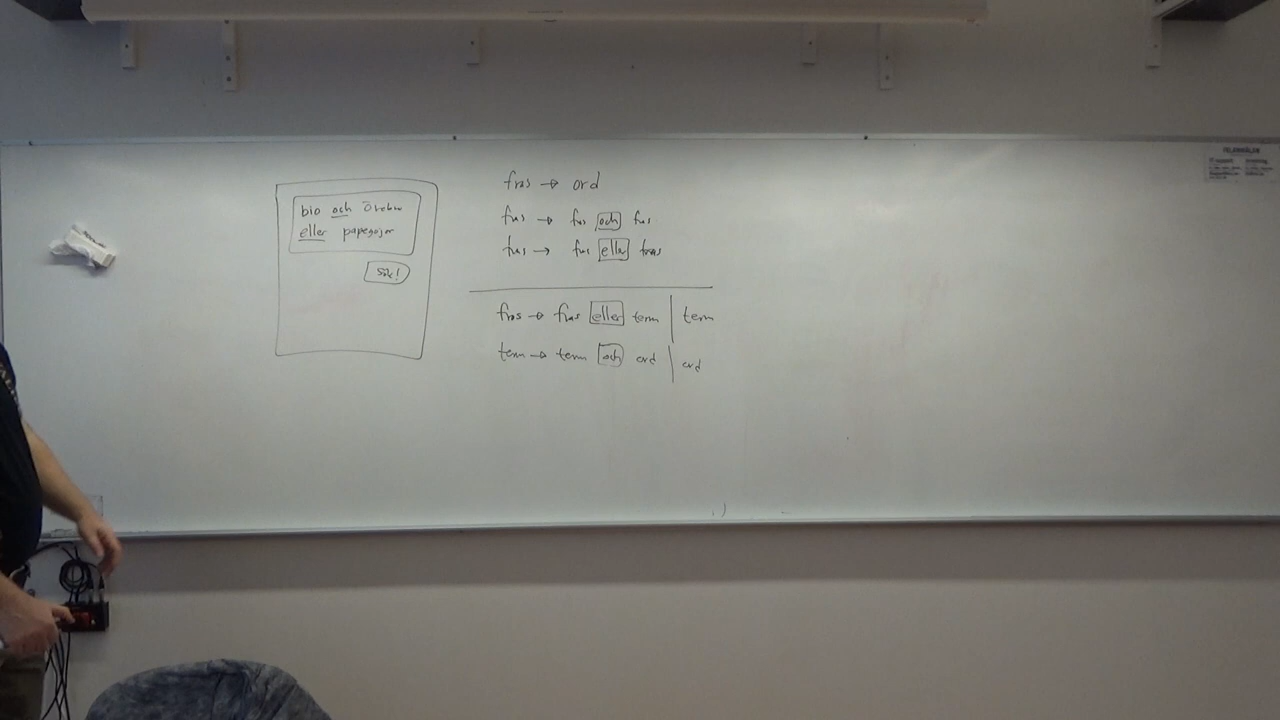 bio och Örebro
eller papegojor
Sök!
fras → ord
fras → fras och fras
fras → fras eller fras
fras → fras eller term | term
term → term och ord | ord
FELANMÄLAN